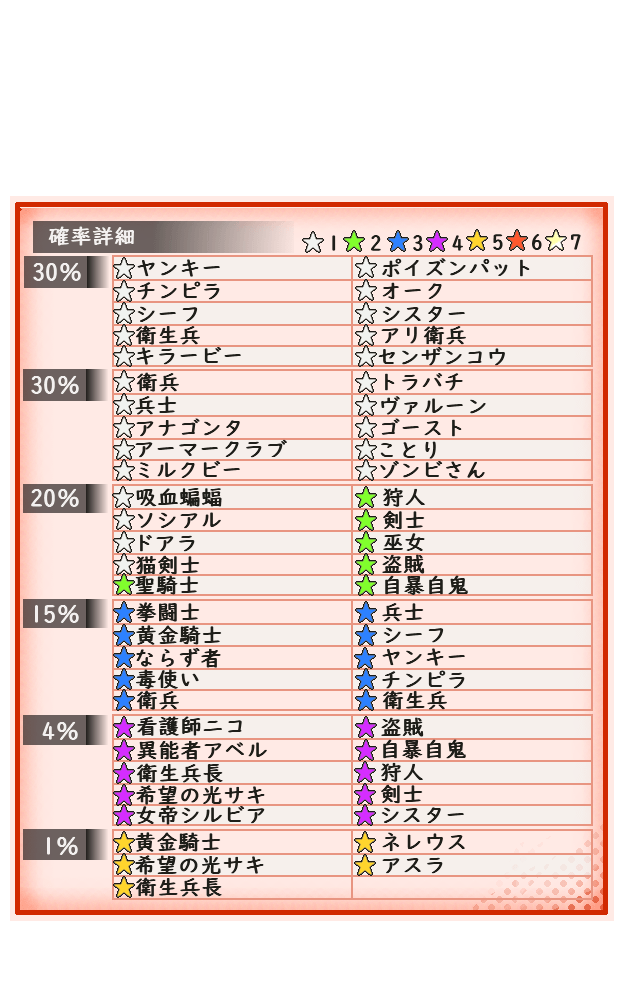 確率詳細
☆1★2★3★4★5★6★7
30%
☆ヤンキー ☆ポイズンパット
☆チンピラ ☆オーク
☆シーフ ☆シスター
☆衛生兵 ☆アリ衛兵
☆キラービー ☆センザンコウ
30%
☆衛兵 ☆トラバチ
☆兵士 ☆ヴァルーン
☆アナゴンタ ☆ゴースト
☆アーマークラブ ☆ことり
☆ミルクビー ☆ゾンビさん
20%
☆吸血蝙蝠 ★狩人
☆ソシアル ★剣士
☆ドアラ ★巫女
☆猫剣士 ★盗賊
★聖騎士 ★自暴自鬼
15%
★拳闘士 ★兵士
★黄金騎士 ★シーフ
★ならず者 ★ヤンキー
★毒使い ★チンピラ
★衛兵 ★衛生兵
4%
★看護師ニコ ★盗賊
★異能者アベル ★自暴自鬼
★衛生兵長 ★狩人
★希望の光サキ ★剣士
★女帝シルビア ★シスター
1%
★黄金騎士 ★ネレウス
★希望の光サキ ★アスラ
★衛生兵長